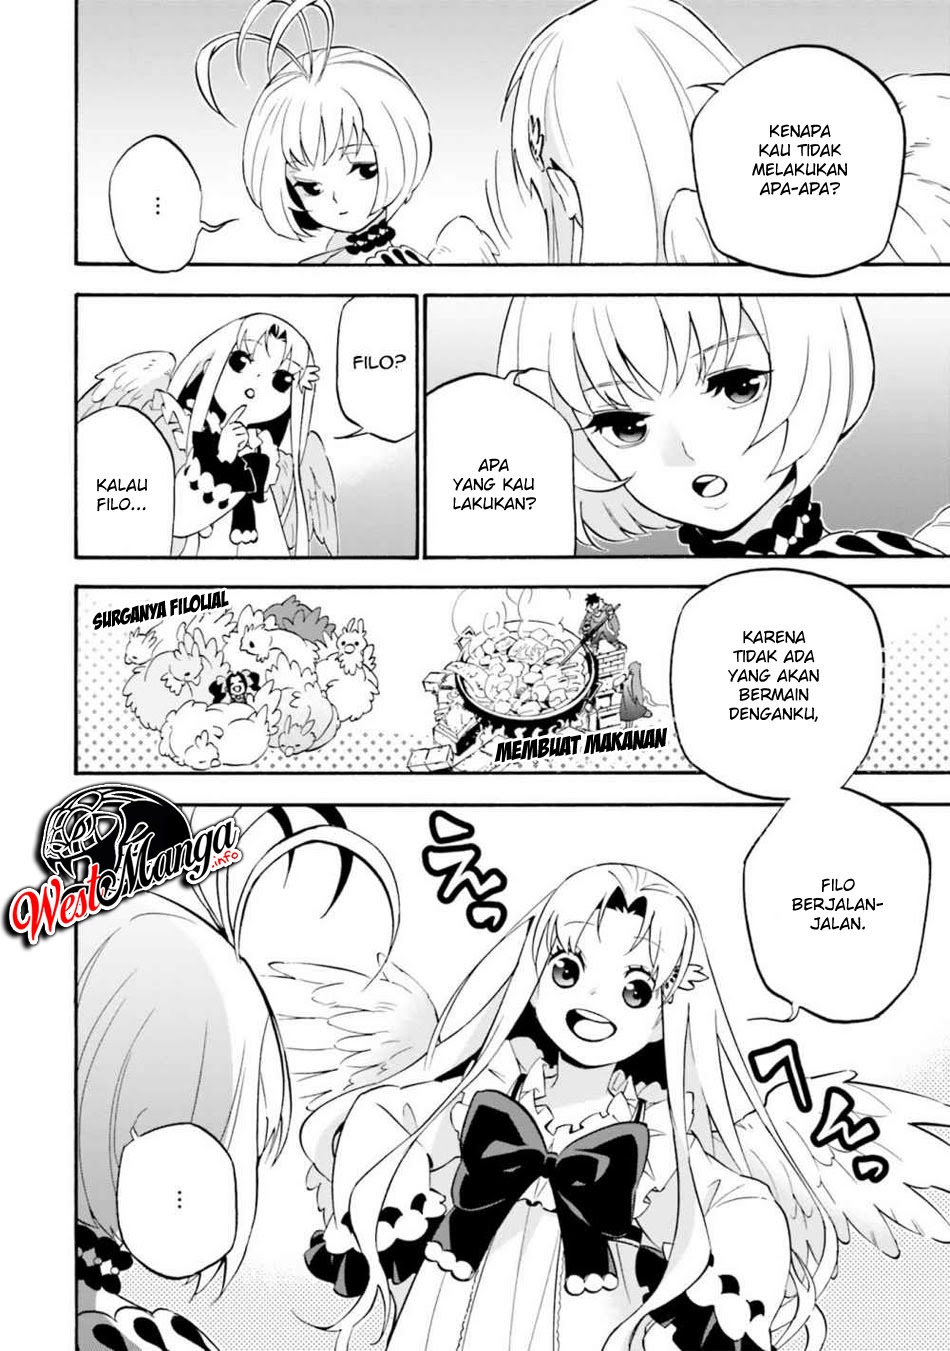 KENAPA
KAU TIDAK
MELAKUKAN
APA-APA?
...
APA
YANG KAU
LAKUKAN?
FILO?
KALAU
FILO...
KARENA
TIDAK ADA
YANG AKAN
BERMAIN
DENGANKU,
MEMBUAT MAKANAN
SURGANYA FILOLIAL
FILO
BERJALAN-
JALAN.
えっ
へん
...
WestManga
.info